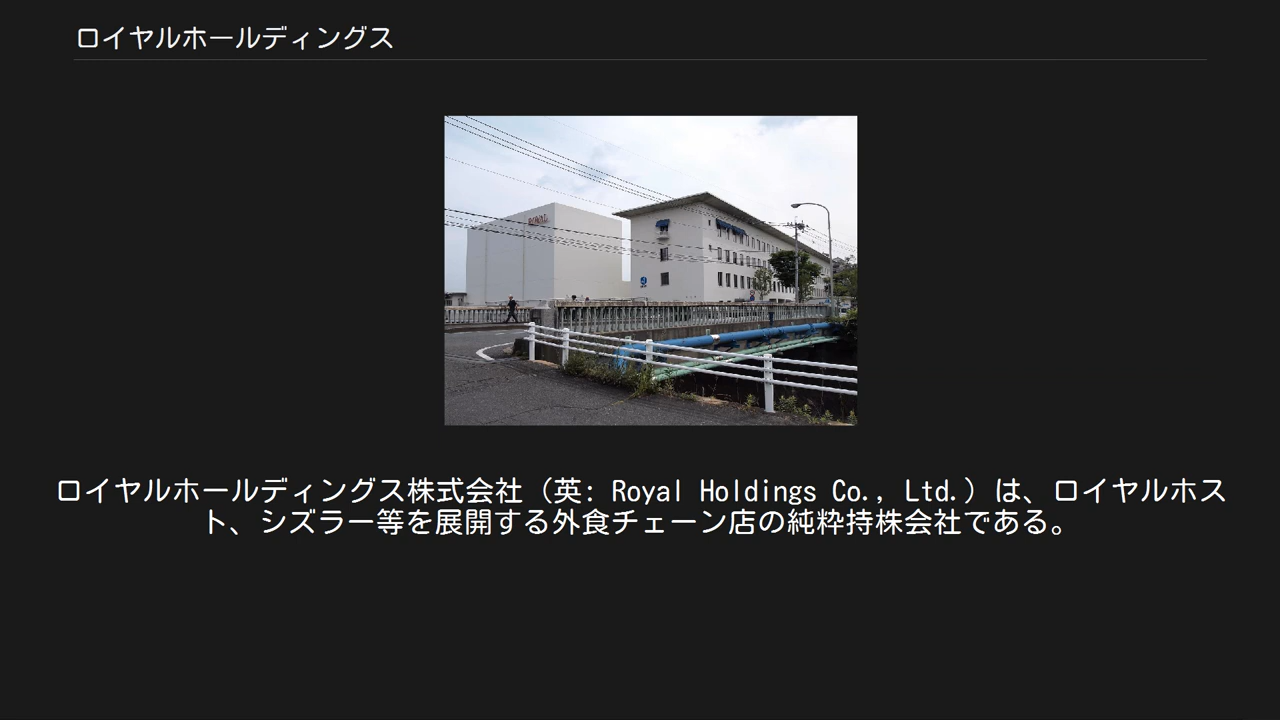 ロイヤルホールディングス
ROYAL
ロイヤルホールディングス株式会社（英: Royal Holdings Co., Ltd.）は、ロイヤルホス
ト、シズラー等を展開する外食チェーン店の純粋持株会社である。